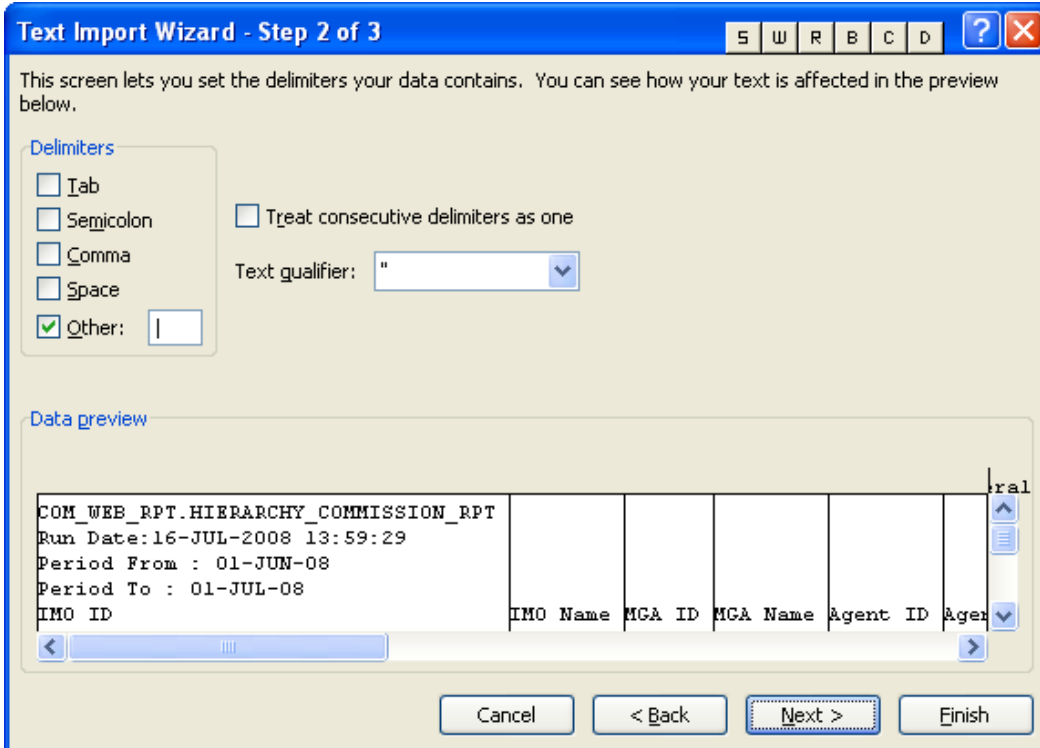 Text Import Wizard - Step 2 of 3
S W R B C D ?
This screen lets you set the delimiters your data contains. You can see how your text is affected in the preview
below.
Delimiters
Tab
Semicolon
Treat consecutive delimiters as one
Comma
Text qualifier: "
Space
Other: |
Data preview
COM_WEB_RPT.HIERARCHY_COMMISSION_RPT
Run Date:16-JUL-2008 13:59:29
Period From : 01-JUN-08
Period To : 01-JUL-08
IMO ID IMO Name MGA ID MGA Name Agent ID
Cancel < Back Next > Finish